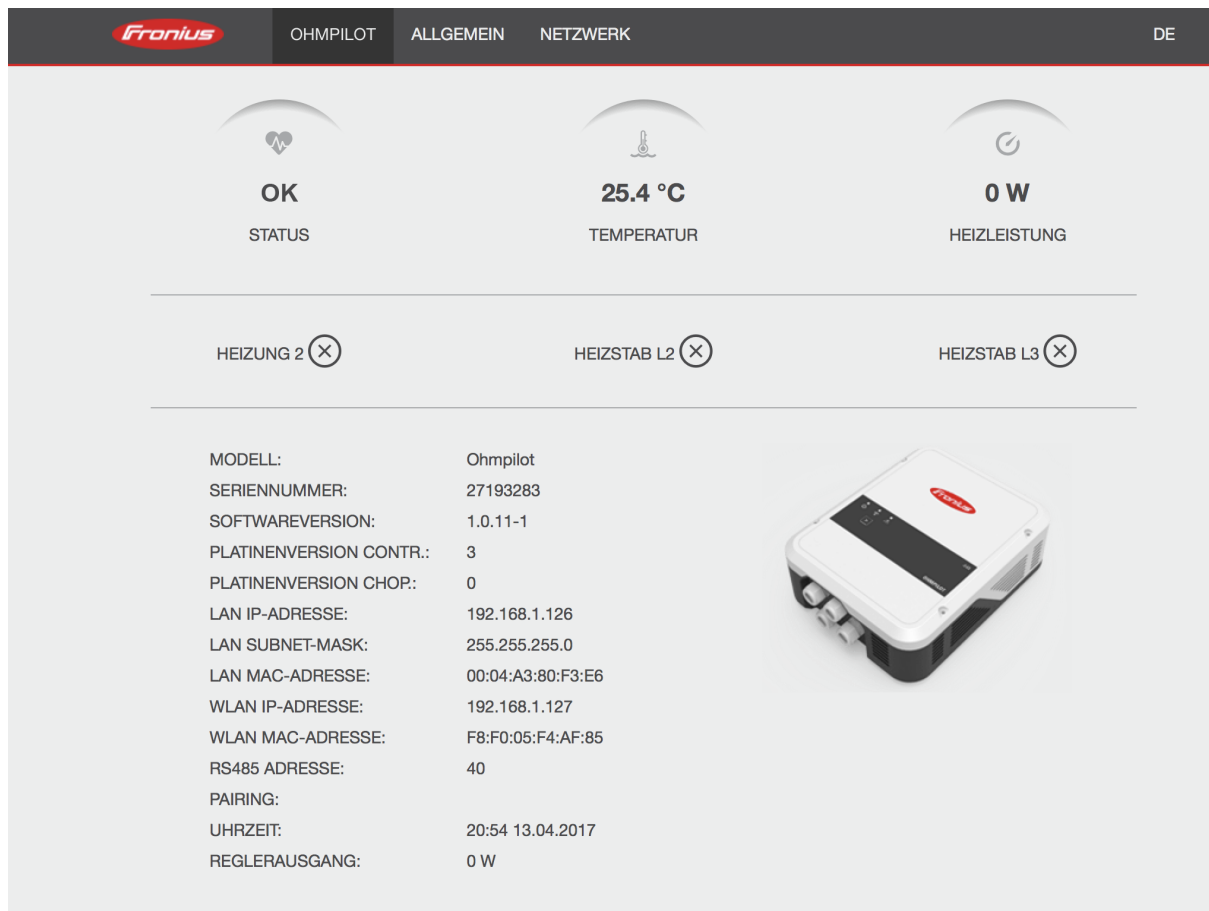 Fronius
OHMPILOT ALLGEMEIN NETZWERK DE
OK 25.4 °C 0 W
STATUS TEMPERATUR HEIZLEISTUNG
HEIZUNG 2 HEIZSTAB L2 HEIZSTAB L3
MODELL: Ohmpilot
SERIENNUMMER: 27193283
SOFTWAREVERSION: 1.0.11-1
PLATINENVERSION CONTR.: 3
PLATINENVERSION CHOP.: 0
LAN IP-ADRESSE: 192.168.1.126
LAN SUBNET-MASK: 255.255.255.0
LAN MAC-ADRESSE: 00:04:A3:80:F3:E6
WLAN IP-ADRESSE: 192.168.1.127
WLAN MAC-ADRESSE: F8:F0:05:F4:AF:85
RS485 ADRESSE: 40
PAIRING:
UHRZEIT: 20:54 13.04.2017
REGLERAUSGANG: 0 W
Fronius